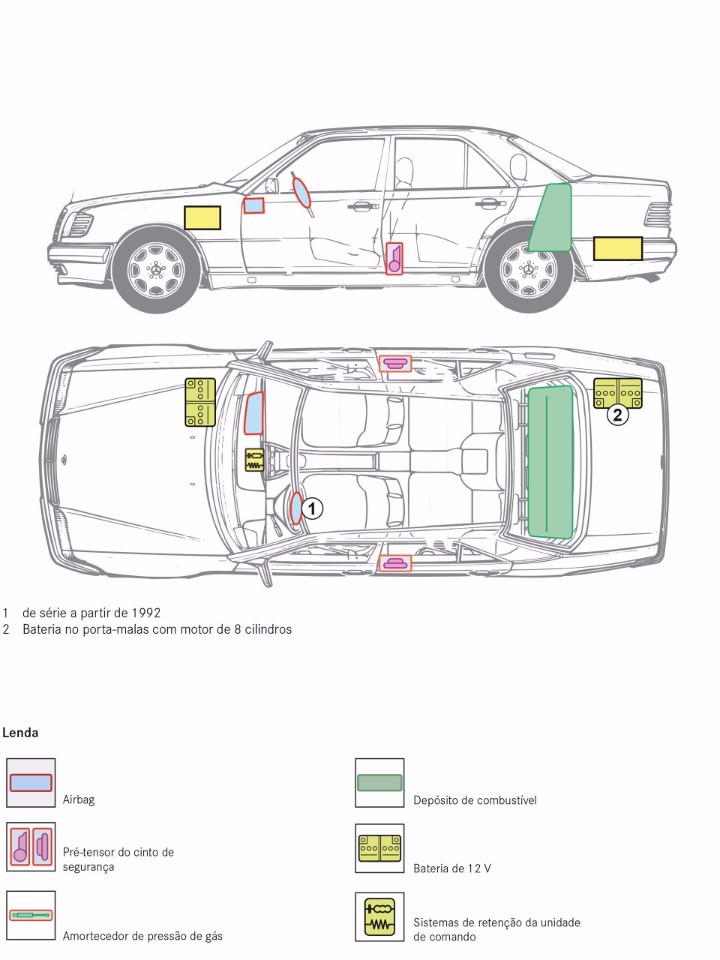 1
2
1 de série a partir de 1992
2 Bateria no porta-malas com motor de 8 cilindros
Lenda
Airbag
Depósito de combustível
Pré-tensor do cinto de
segurança
Bateria de 12 V
Amortecedor de pressão de gás
Sistemas de retenção da unidade
de comando